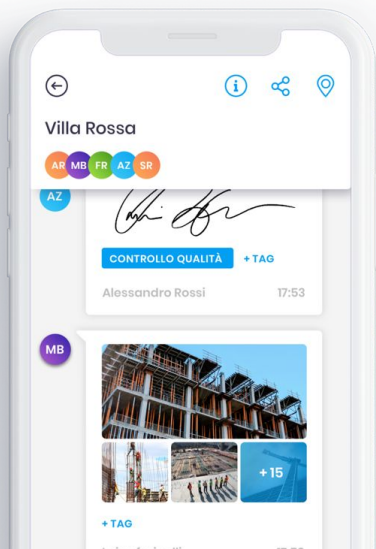 Villa Rossa
AR MB FR AZ SR
AZ
CONTROLLO QUALITÀ + TAG
Alessandro Rossi 17:53
MB
+ 15
+ TAG